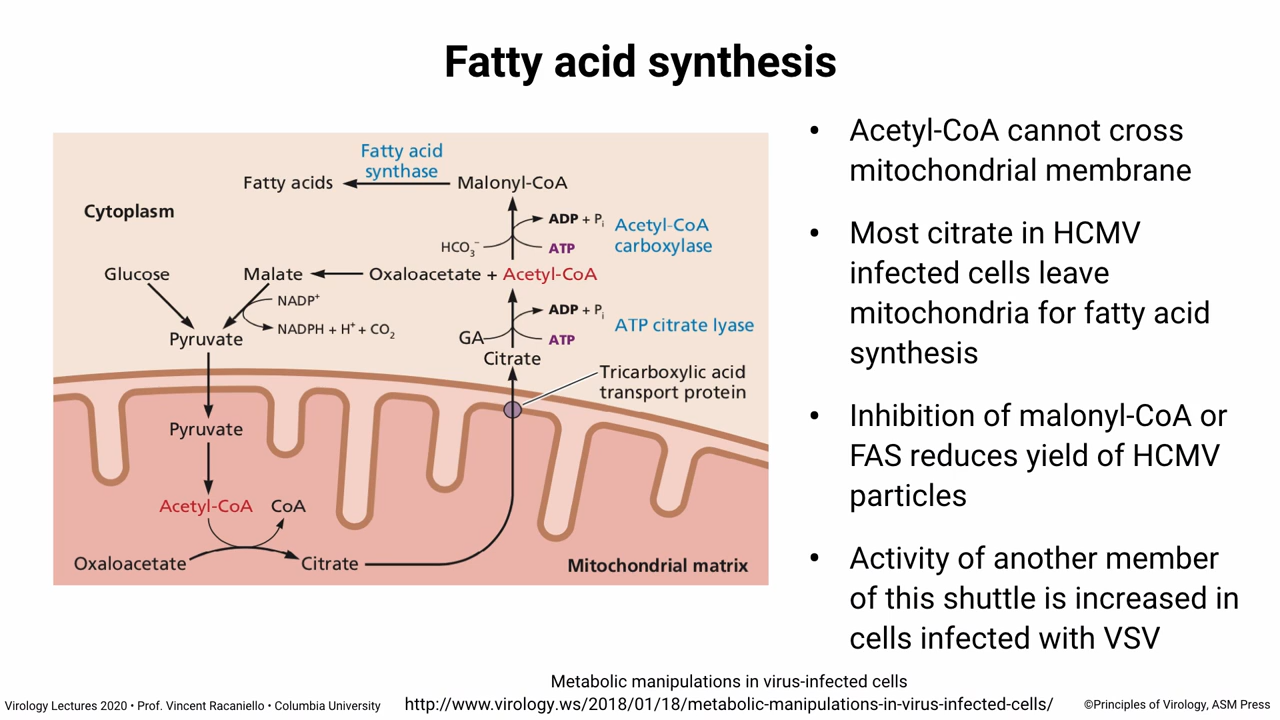 Fatty acid synthesis
Fatty acid
synthase
Fatty acids
Malonyl-CoA
Cytoplasm
ADP + Pi
Acetyl-CoA
carboxylase
HCO3−
ATP
Glucose
Malate
Oxaloacetate + Acetyl-CoA
NADP+
NADPH + H+ + CO2
ADP + Pi
ATP citrate lyase
GA
ATP
Pyruvate
Citrate
Tricarboxylic acid
transport protein
Pyruvate
Acetyl-CoA
CoA
Oxaloacetate
Citrate
Mitochondrial matrix
• Acetyl-CoA cannot cross
mitochondrial membrane
• Most citrate in HCMV
infected cells leave
mitochondria for fatty acid
synthesis
• Inhibition of malonyl-CoA or
FAS reduces yield of HCMV
particles
• Activity of another member
of this shuttle is increased in
cells infected with VSV
Metabolic manipulations in virus-infected cells
http://www.virology.ws/2018/01/18/metabolic-manipulations-in-virus-infected-cells/
Virology Lectures 2020 • Prof. Vincent Racaniello • Columbia University
©Principles of Virology, ASM Press